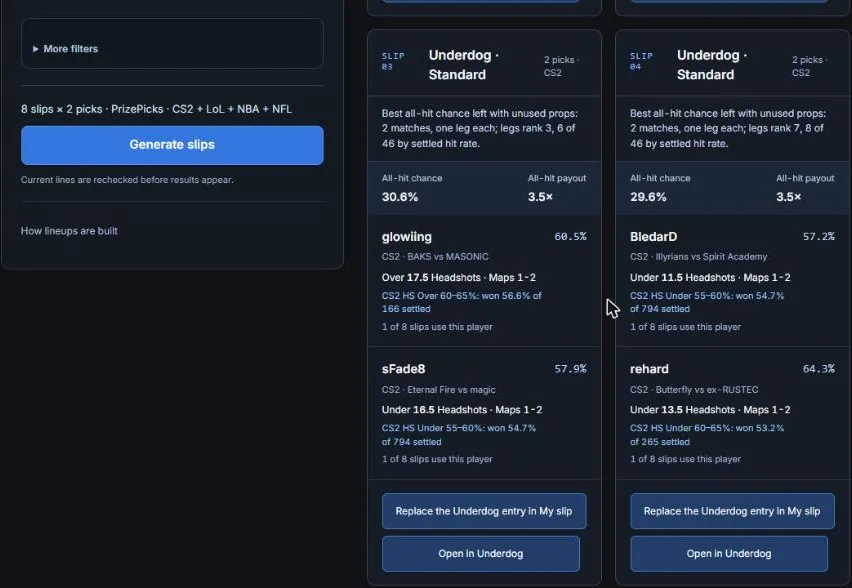 ▸ More filters
8 slips × 2 picks · PrizePicks · CS2 + LoL + NBA + NFL
Generate slips
Current lines are rechecked before results appear.
How lineups are built
SLIP
03
Underdog ·
Standard
2 picks ·
CS2
Best all-hit chance left with unused props:
2 matches, one leg each; legs rank 3, 6 of
46 by settled hit rate.
All-hit chance
All-hit payout
30.6%
3.5×
glowiing
60.5%
CS2 · BAKS vs MASONIC
Over 17.5 Headshots · Maps 1-2
CS2 HS Over 60–65%: won 56.6% of
166 settled
1 of 8 slips use this player
sFade8
57.9%
CS2 · Eternal Fire vs magic
Under 16.5 Headshots · Maps 1-2
CS2 HS Under 55–60%: won 54.7%
of 794 settled
1 of 8 slips use this player
Replace the Underdog entry in My slip
Open in Underdog
SLIP
04
Underdog ·
Standard
2 picks ·
CS2
Best all-hit chance left with unused props:
2 matches, one leg each; legs rank 7, 8 of
46 by settled hit rate.
All-hit chance
All-hit payout
29.6%
3.5×
BledarD
57.2%
CS2 · Illyrians vs Spirit Academy
Under 11.5 Headshots · Maps 1-2
CS2 HS Under 55–60%: won 54.7%
of 794 settled
1 of 8 slips use this player
rehard
64.3%
CS2 · Butterfly vs ex-RUSTEC
Under 13.5 Headshots · Maps 1-2
CS2 HS Under 60–65%: won 53.2%
of 265 settled
1 of 8 slips use this player
Replace the Underdog entry in My slip
Open in Underdog